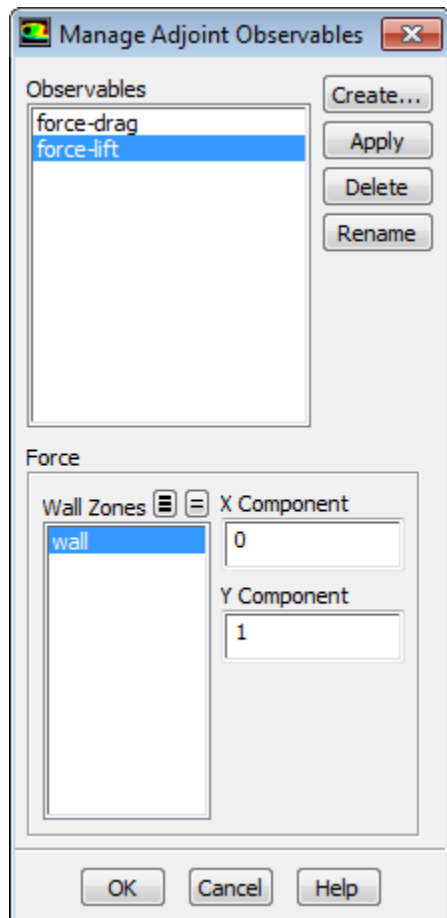 Manage Adjoint Observables
Observables
Create...
force-drag
force-lift
Apply
Delete
Rename
Force
Wall Zones
X Component
wall
0
Y Component
1
OK
Cancel
Help